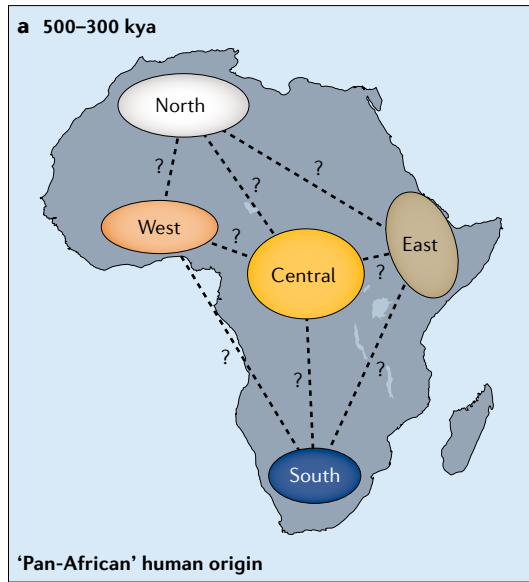 a 500–300 kya
North
?
?
?
West
?
East
Central
?
?
?
?
South
'Pan-African' human origin